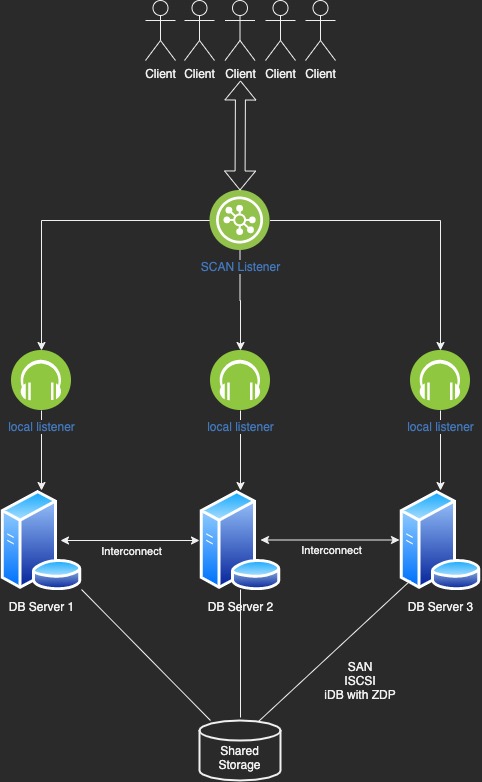 Client Client Client Client Client
SCAN Listener
local listener local listener local listener
Interconnect Interconnect
DB Server 1 DB Server 2 DB Server 3
SAN
ISCSI
iDB with ZDP
Shared
Storage